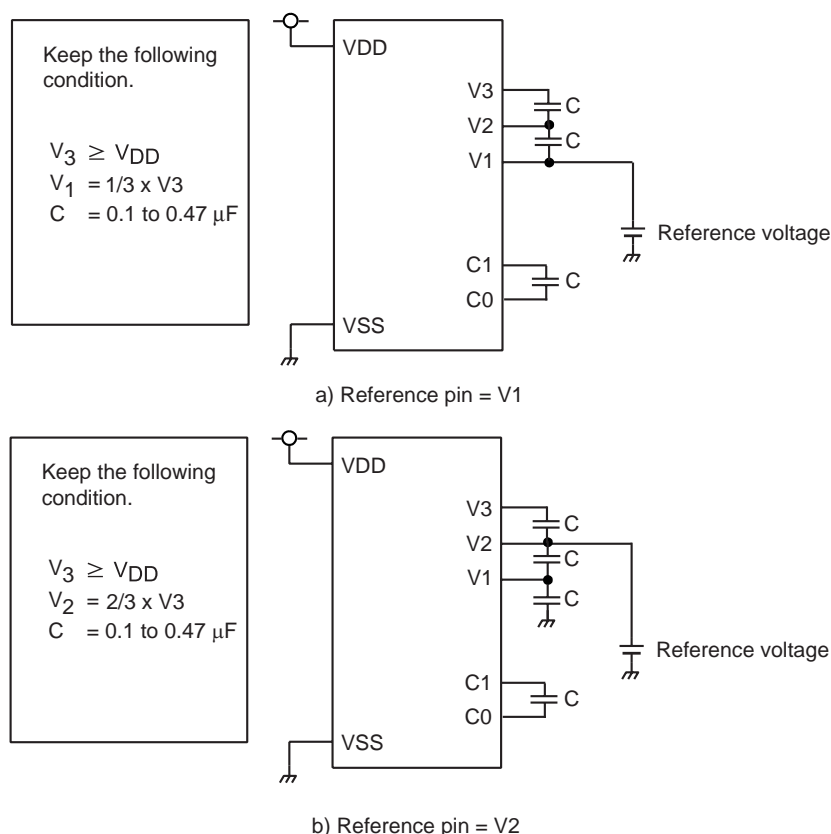 Keep the following
condition.
V3 ≥ VDD
V1 = 1/3 x V3
C = 0.1 to 0.47 μF
VDD
V3
C
V2
C
V1
Reference voltage
C1
C
C0
VSS
a) Reference pin = V1
Keep the following
condition.
V3 ≥ VDD
V2 = 2/3 x V3
C = 0.1 to 0.47 μF
VDD
V3
C
V2
C
V1
C
Reference voltage
C1
C
C0
VSS
b) Reference pin = V2